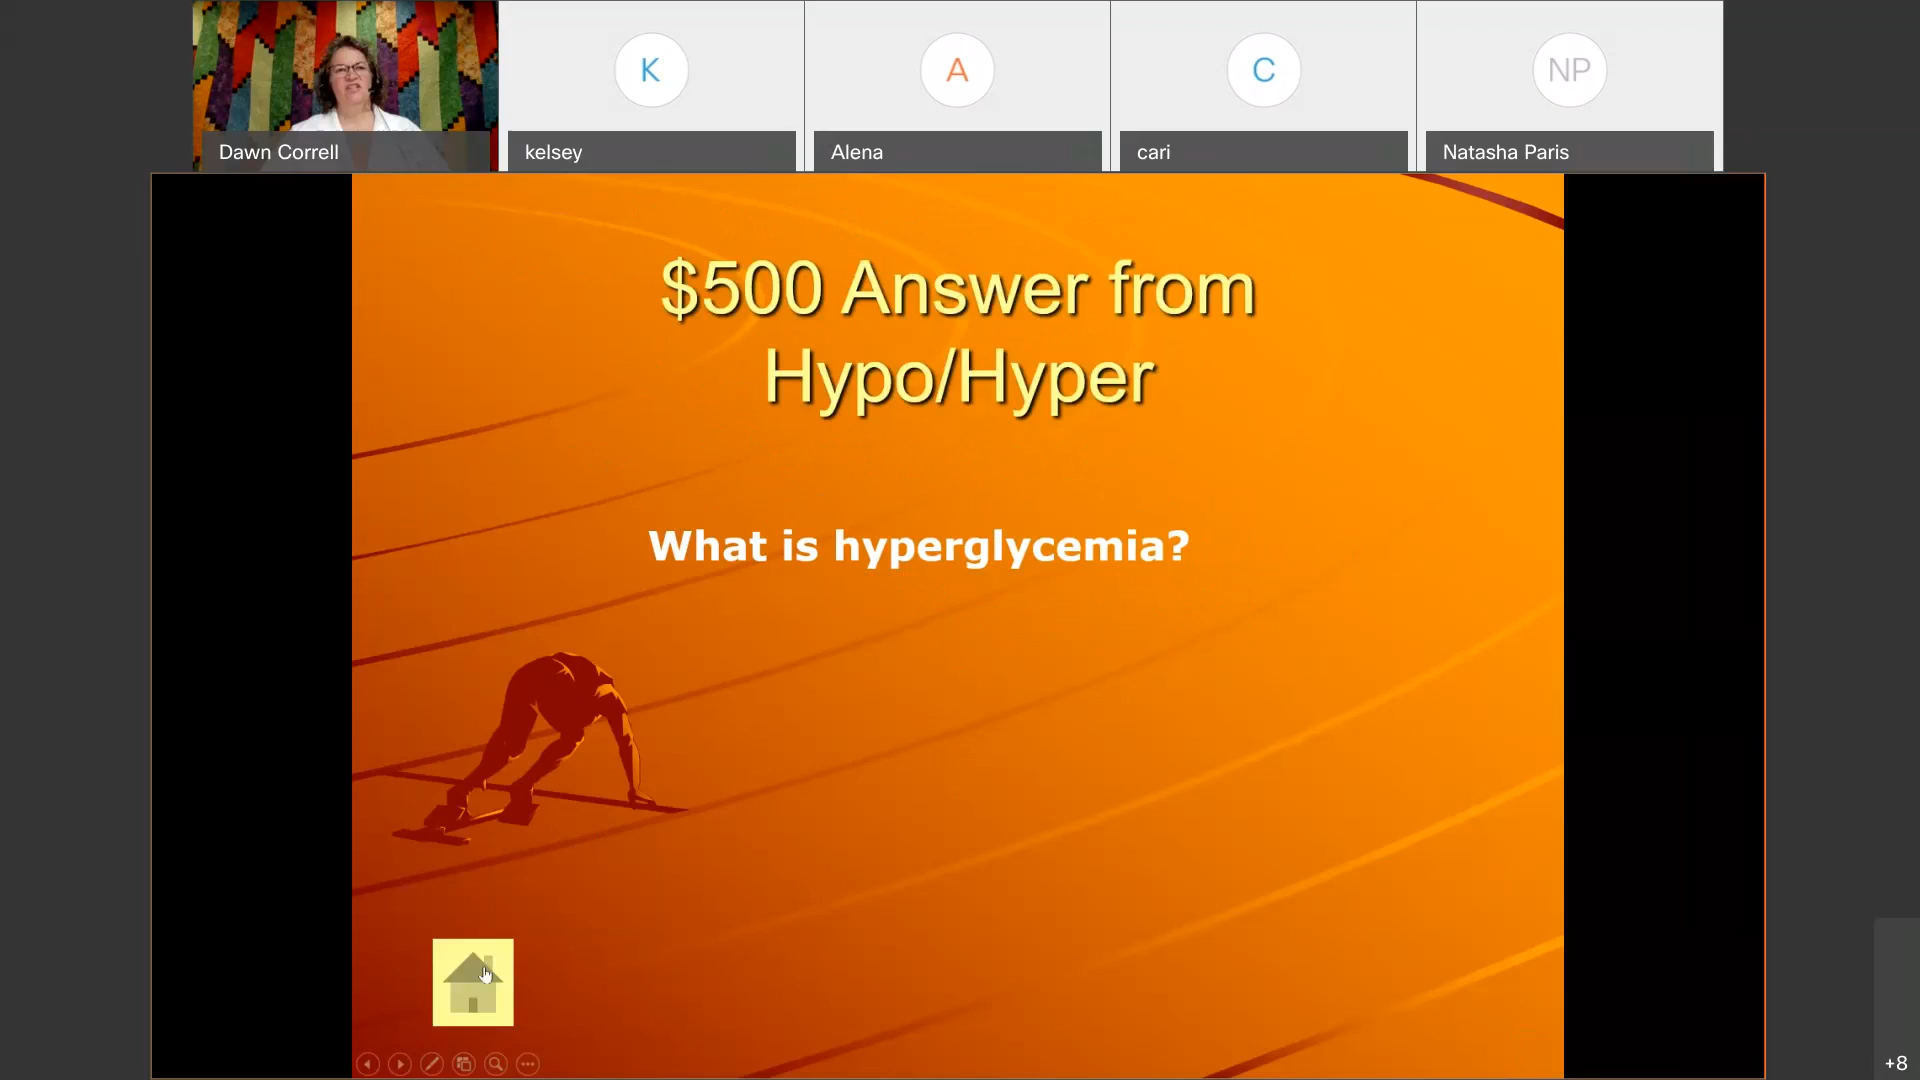 K
A
C
NP
Dawn Correll
kelsey
Alena
cari
Natasha Paris
$500 Answer from
Hypo/Hyper
What is hyperglycemia?
+8